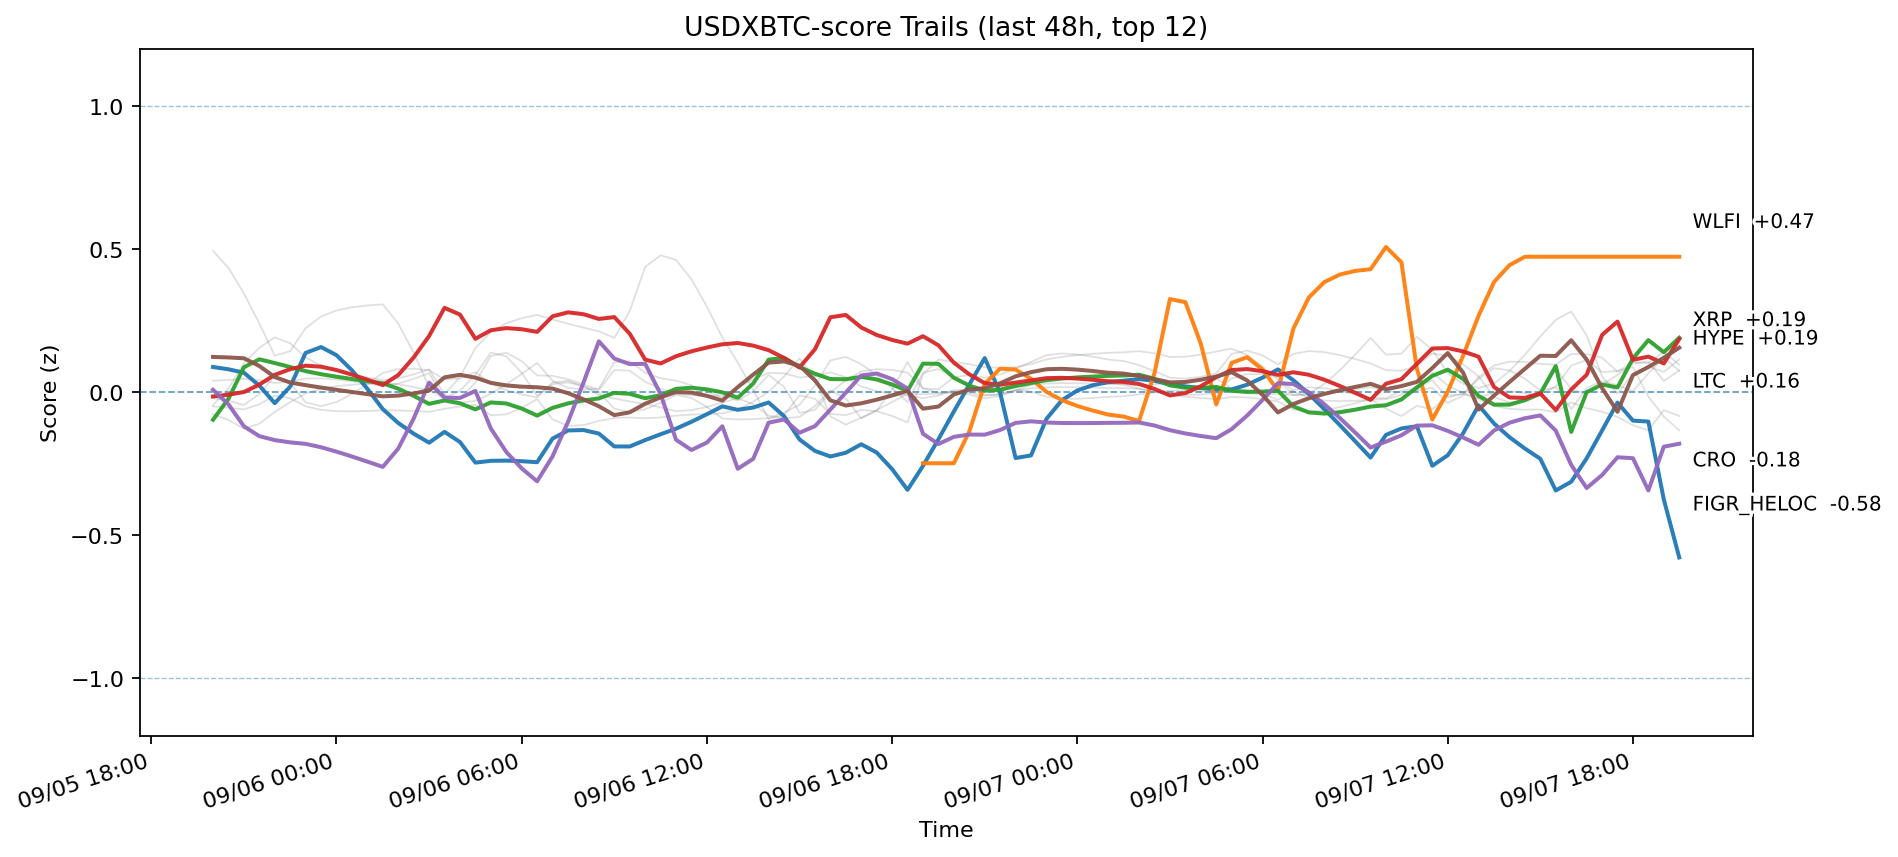 USDXBTC-score Trails (last 48h, top 12)
Score (z)
1.0
0.5
0.0
−0.5
−1.0
WLFI +0.47
XRP +0.19
HYPE +0.19
LTC +0.16
CRO -0.18
FIGR_HELOC -0.58
09/05 18:00
09/06 00:00
09/06 06:00
09/06 12:00
09/06 18:00
09/07 00:00
09/07 06:00
09/07 12:00
09/07 18:00
Time